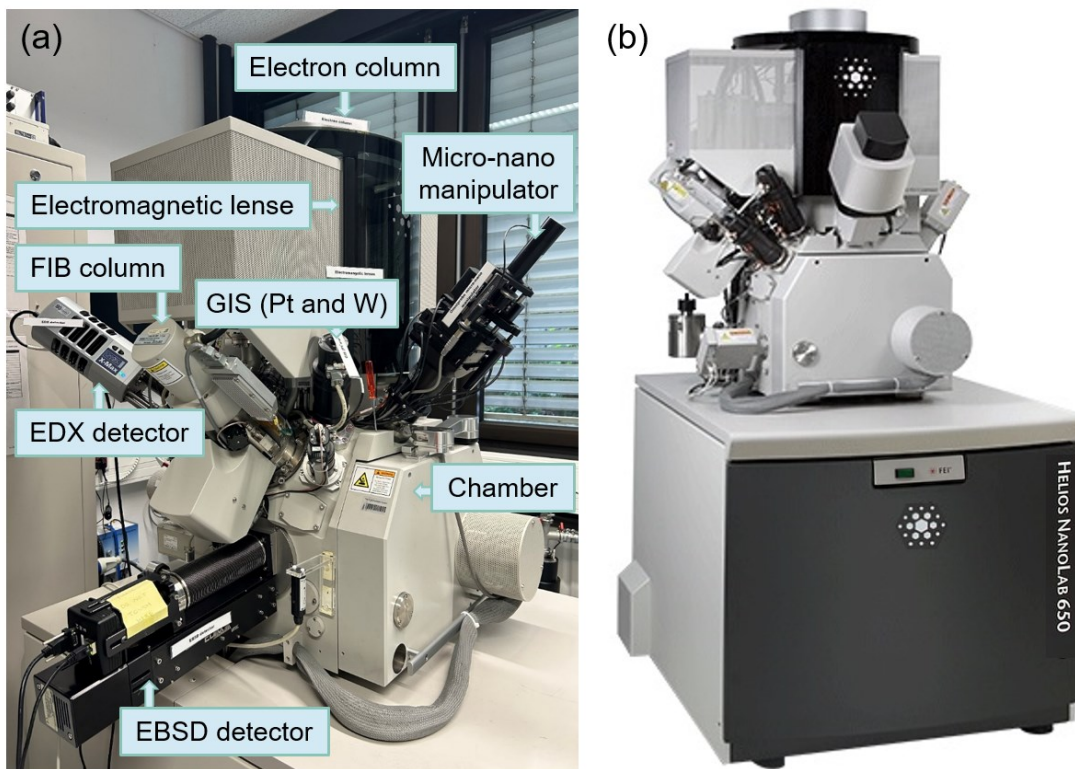 (a)
Electron column
Micro-nano
manipulator
Electromagnetic lense
FIB column
GIS (Pt and W)
EDX detector
Chamber
EBSD detector
X-Max
(b)
FEI
HELIOS NANOLAB 650